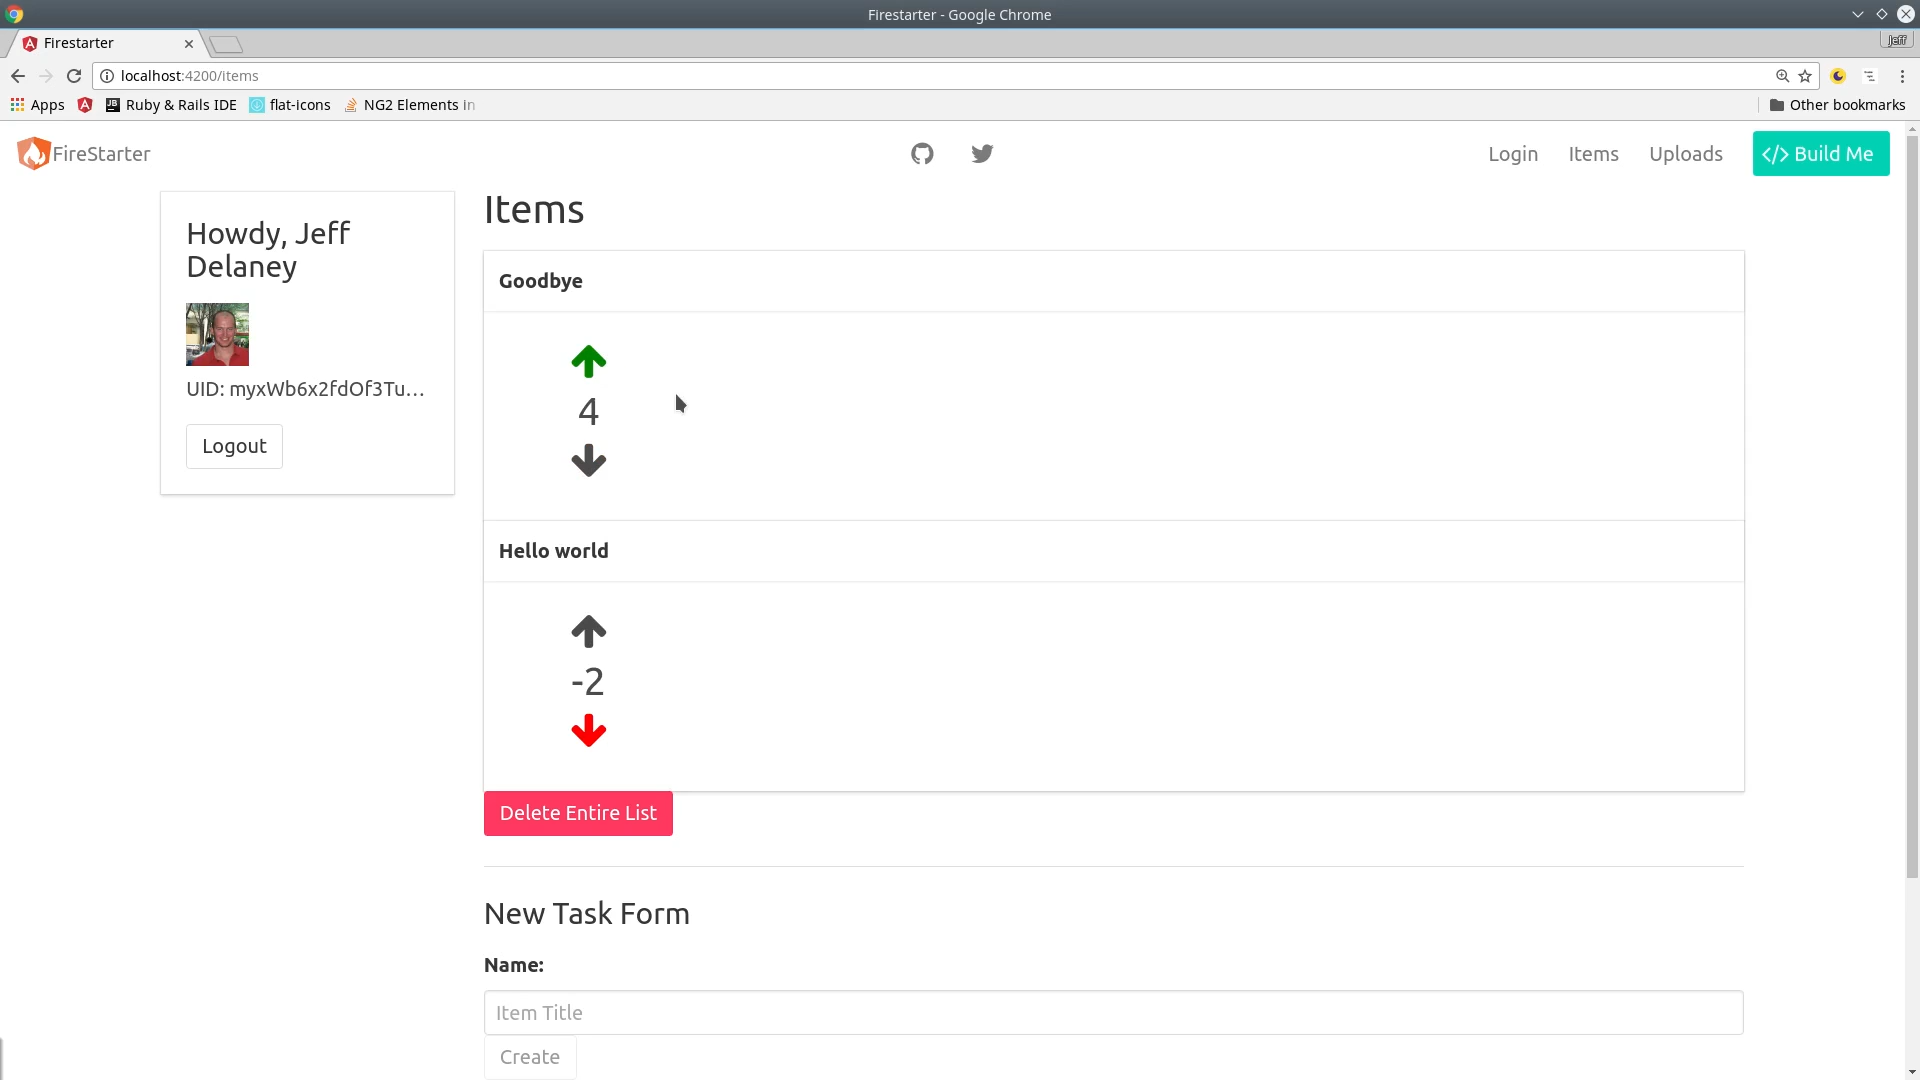 Firestarter - Google Chrome
Firestarter
Jeff
localhost:4200/items
Apps
JB Ruby & Rails IDE
flat-icons
NG2 Elements in
Other bookmarks
FireStarter
Login
Items
Uploads
</> Build Me
Howdy, Jeff
Delaney
UID: myxWb6x2fdOf3Tu...
Logout
Items
Goodbye
4
Hello world
-2
Delete Entire List
New Task Form
Name:
Item Title
Create